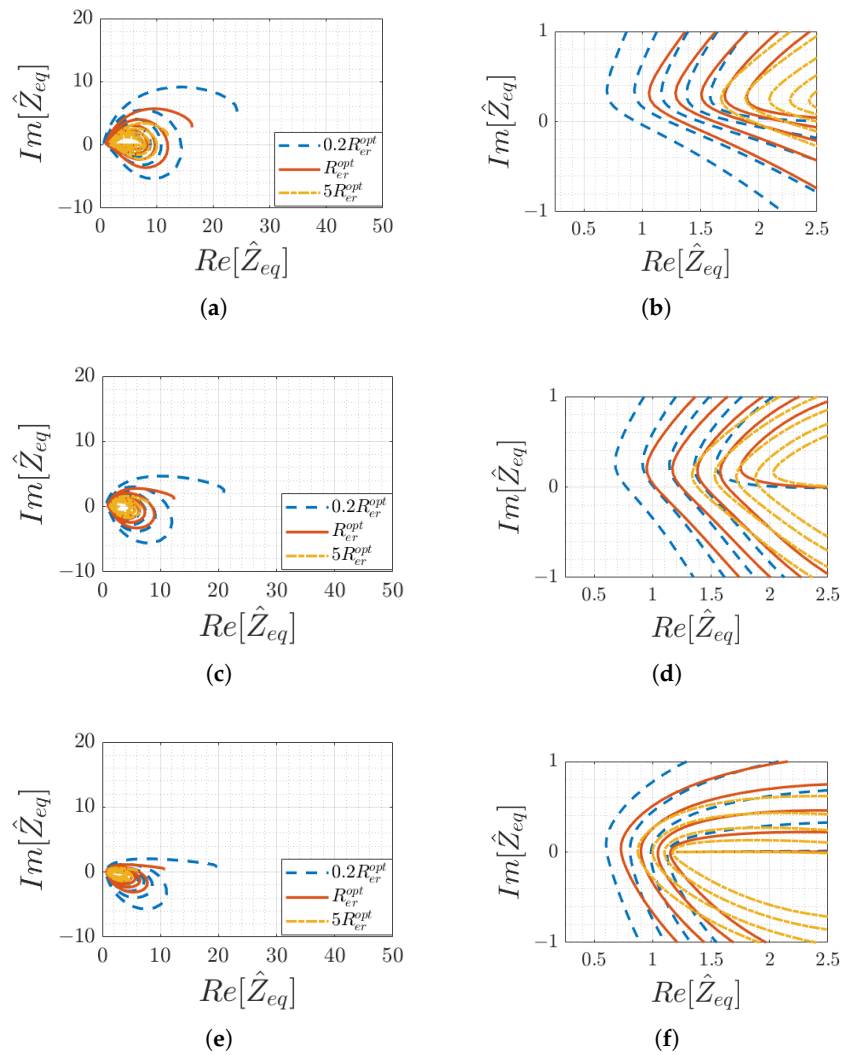 20
10
0
−10
0 10 20 30 40 50
Im[Ẑ_eq]
Re[Ẑ_eq]
0.2R_er^opt
R_er^opt
5R_er^opt
(a)
1
0
−1
0.5 1 1.5 2 2.5
Im[Ẑ_eq]
Re[Ẑ_eq]
(b)
20
10
0
−10
0 10 20 30 40 50
Im[Ẑ_eq]
Re[Ẑ_eq]
0.2R_er^opt
R_er^opt
5R_er^opt
(c)
1
0
−1
0.5 1 1.5 2 2.5
Im[Ẑ_eq]
Re[Ẑ_eq]
(d)
20
10
0
−10
0 10 20 30 40 50
Im[Ẑ_eq]
Re[Ẑ_eq]
0.2R_er^opt
R_er^opt
5R_er^opt
(e)
1
0
−1
0.5 1 1.5 2 2.5
Im[Ẑ_eq]
Re[Ẑ_eq]
(f)